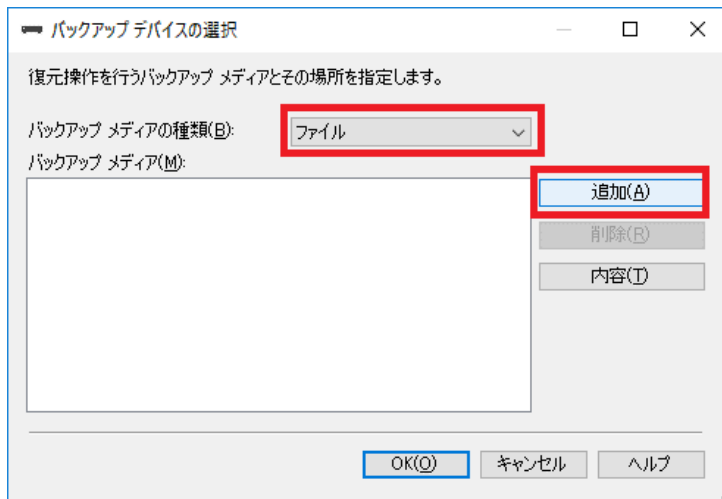 バックアップ デバイスの選択
復元操作を行うバックアップ メディアとその場所を指定します。
バックアップ メディアの種類(B): ファイル
バックアップ メディア(M):
追加(A)
削除(R)
内容(T)
OK(O) キャンセル ヘルプ